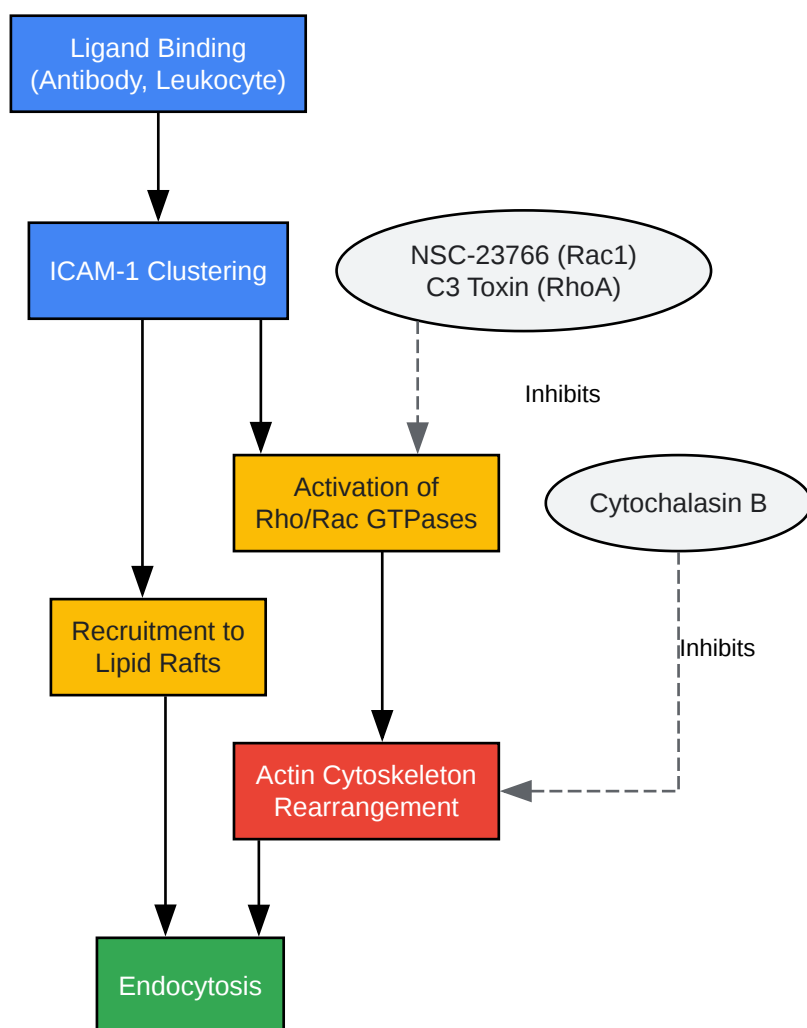 Ligand Binding
(Antibody, Leukocyte)
ICAM-1 Clustering
NSC-23766 (Rac1)
C3 Toxin (RhoA)
Inhibits
Activation of
Rho/Rac GTPases
Cytochalasin B
Recruitment to
Lipid Rafts
Inhibits
Actin Cytoskeleton
Rearrangement
Endocytosis